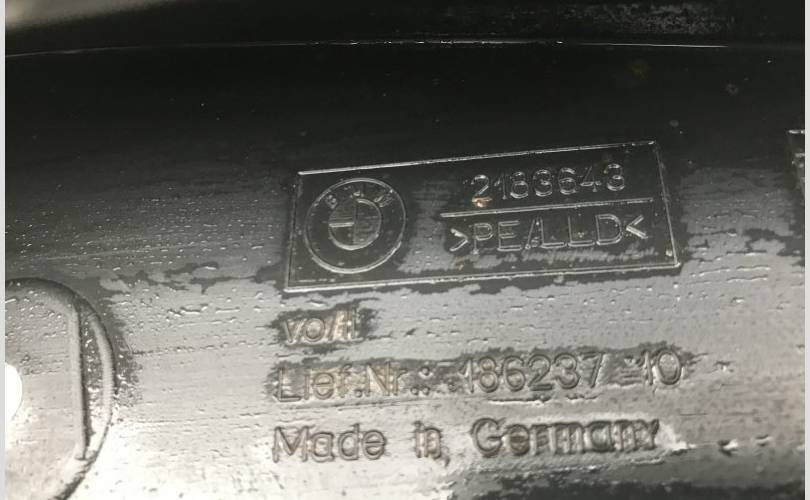 BMW
2183643
>PE/LLD<
vo/li
Lief.Nr.: 186237 10
Made in Germany